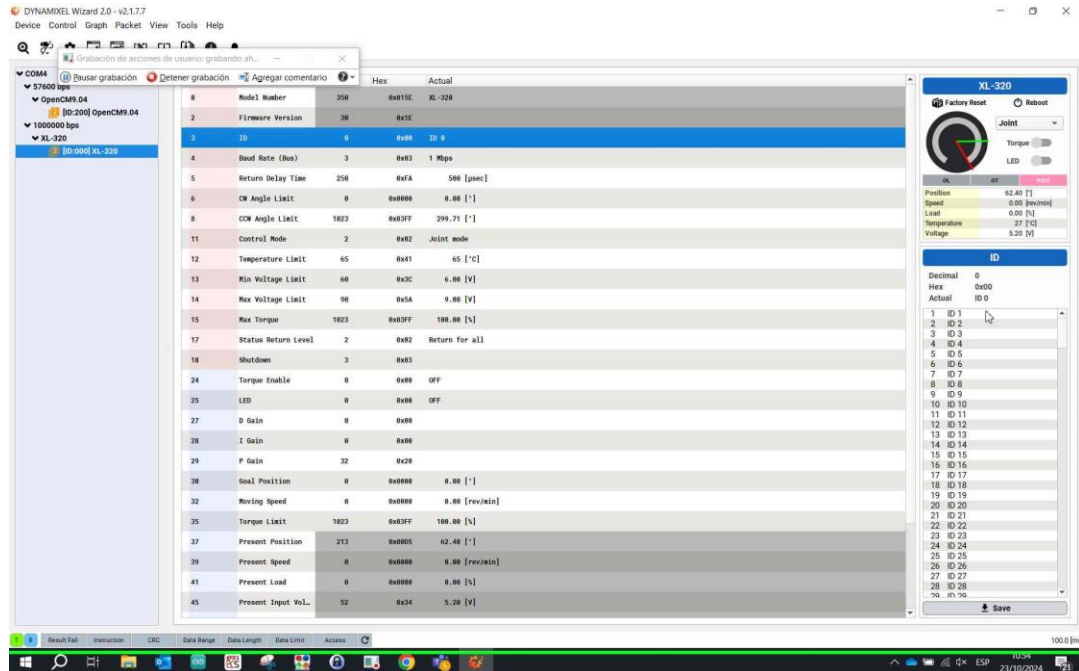 DYNAMIXEL Wizard 2.0 - v2.1.7.7
Device Control Graph Packet View Tools Help
Grabación de acciones de usuario: grabando ah...
Pausar grabación Detener grabación Agregar comentario
COM4
57600 bps
OpenCM9.04
[ID:200] OpenCM9.04
1000000 bps
XL-320
[ID:000] XL-320
Hex Actual
0 Model Number 350 0x015E XL-320
2 Firmware Version 30 0x1E
3 ID 0 0x00 ID 0
4 Baud Rate (Bus) 3 0x03 1 Mbps
5 Return Delay Time 250 0xFA 500 [μsec]
6 CW Angle Limit 0 0x0000 0.00 [°]
8 CCW Angle Limit 1023 0x03FF 299.71 [°]
11 Control Mode 2 0x02 Joint mode
12 Temperature Limit 65 0x41 65 [°C]
13 Min Voltage Limit 60 0x3C 6.00 [V]
14 Max Voltage Limit 90 0x5A 9.00 [V]
15 Max Torque 1023 0x03FF 100.00 [%]
17 Status Return Level 2 0x02 Return for all
18 Shutdown 3 0x03
24 Torque Enable 0 0x00 OFF
25 LED 0 0x00 OFF
27 D Gain 0 0x00
28 I Gain 0 0x00
29 P Gain 32 0x20
30 Goal Position 0 0x0000 0.00 [°]
32 Moving Speed 0 0x0000 0.00 [rev/min]
35 Torque Limit 1023 0x03FF 100.00 [%]
37 Present Position 213 0x00D5 62.40 [°]
39 Present Speed 0 0x0000 0.00 [rev/min]
41 Present Load 0 0x0000 0.00 [%]
45 Present Input Vol... 52 0x34 5.20 [V]
XL-320
Factory Reset Reboot
Joint
Torque
LED
OL OT VOLT
Position 62.40 [°]
Speed 0.00 [rev/min]
Load 0.00 [%]
Temperature 27 [°C]
Voltage 5.20 [V]
ID
Decimal 0
Hex 0x00
Actual ID 0
1 ID 1
2 ID 2
3 ID 3
4 ID 4
5 ID 5
6 ID 6
7 ID 7
8 ID 8
9 ID 9
10 ID 10
11 ID 11
12 ID 12
13 ID 13
14 ID 14
15 ID 15
16 ID 16
17 ID 17
18 ID 18
19 ID 19
20 ID 20
21 ID 21
22 ID 22
23 ID 23
24 ID 24
25 ID 25
26 ID 26
27 ID 27
28 ID 28
29 ID 29
Save
T R Result Fail Instruction CRC Data Range Data Length Data Limit Access 100.0 [m
ESP
10:54
23/10/2024
21